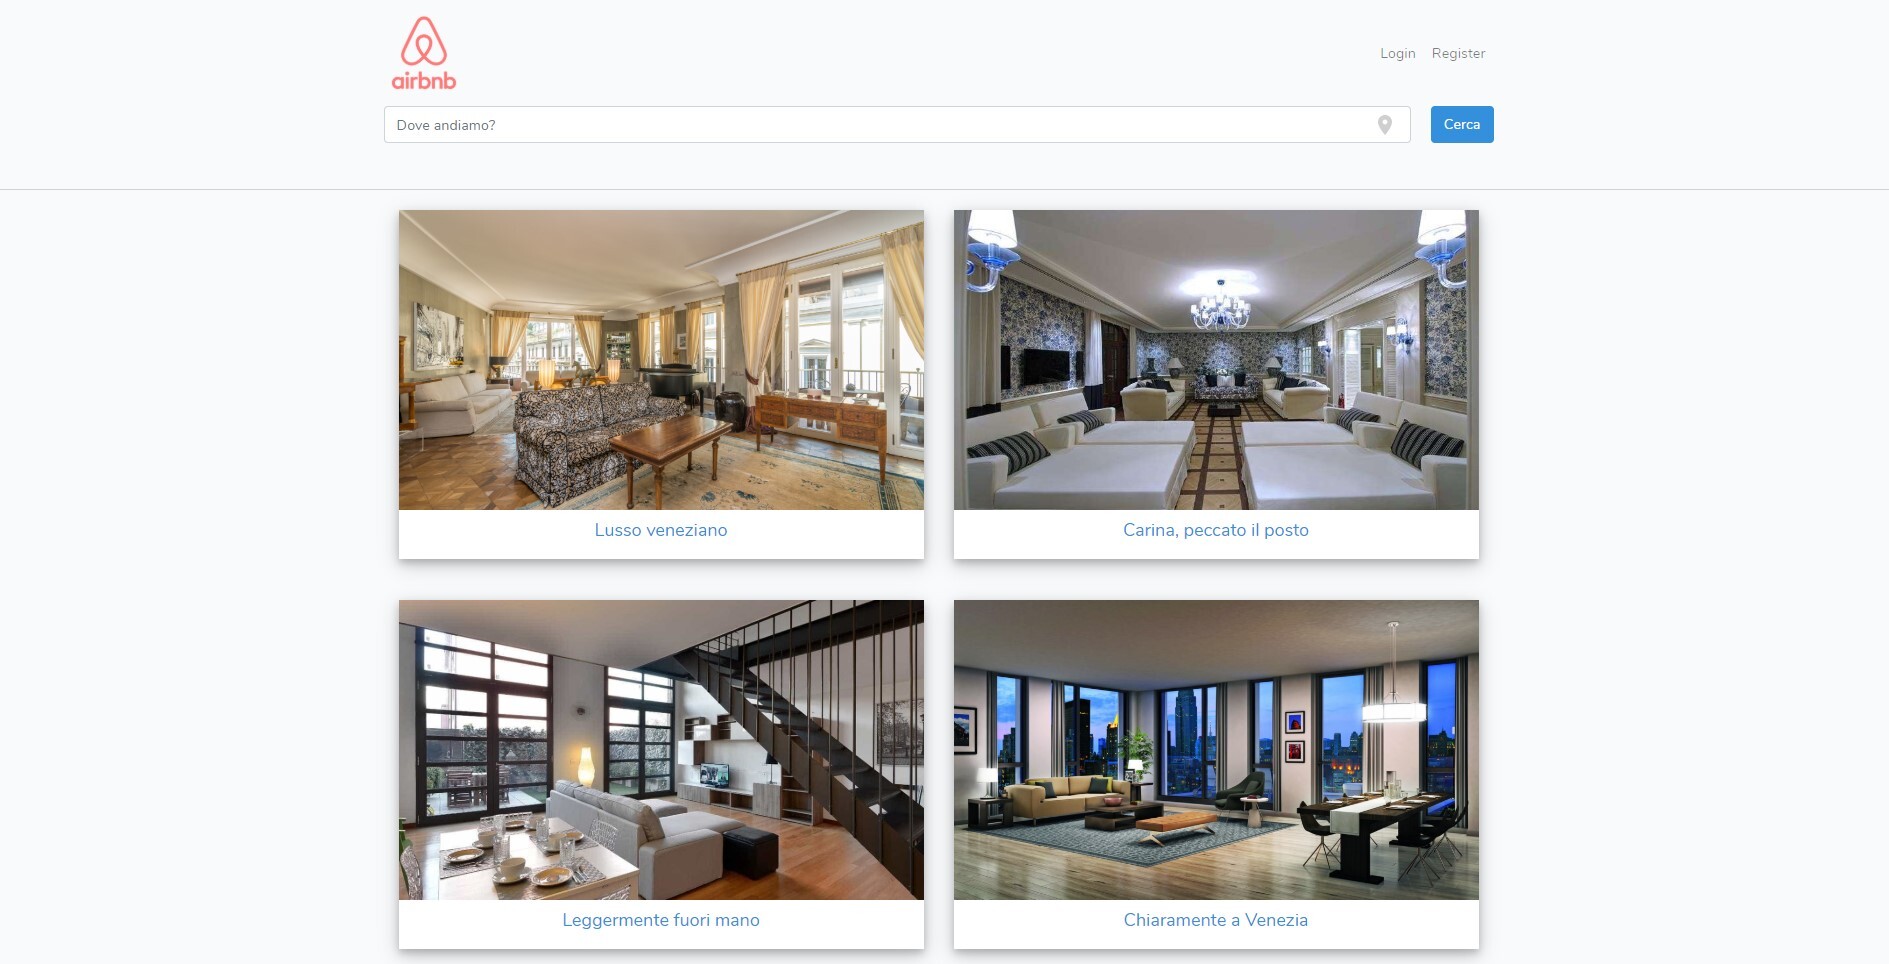 airbnb
Login Register
Dove andiamo?
Cerca
Lusso veneziano
Carina, peccato il posto
Leggermente fuori mano
Chiaramente a Venezia